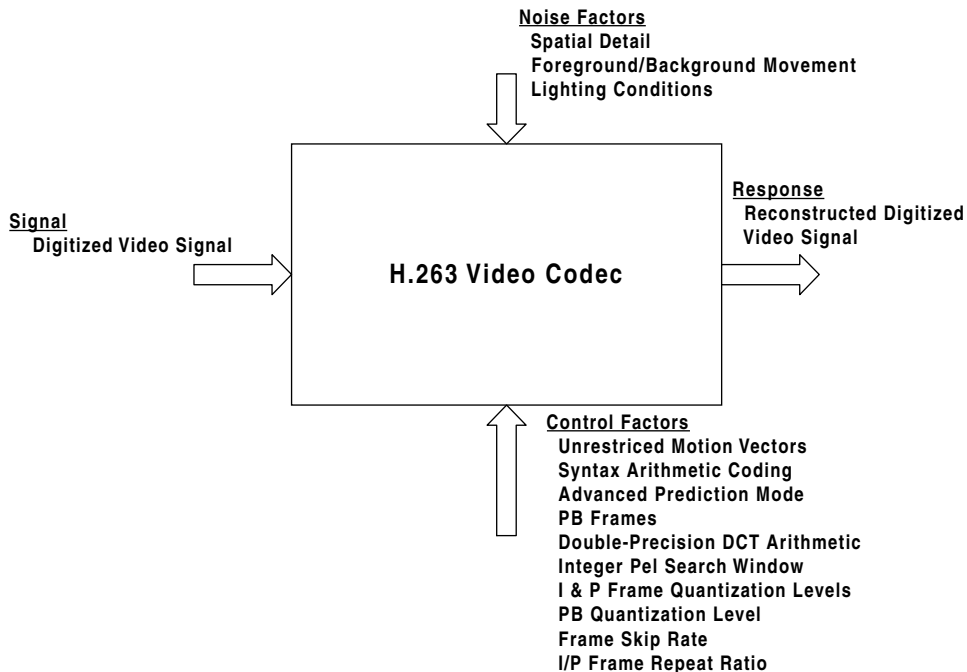 Noise Factors
Spatial Detail
Foreground/Background Movement
Lighting Conditions
Signal
Digitized Video Signal
H.263 Video Codec
Response
Reconstructed Digitized
Video Signal
Control Factors
Unrestriced Motion Vectors
Syntax Arithmetic Coding
Advanced Prediction Mode
PB Frames
Double-Precision DCT Arithmetic
Integer Pel Search Window
I & P Frame Quantization Levels
PB Quantization Level
Frame Skip Rate
I/P Frame Repeat Ratio